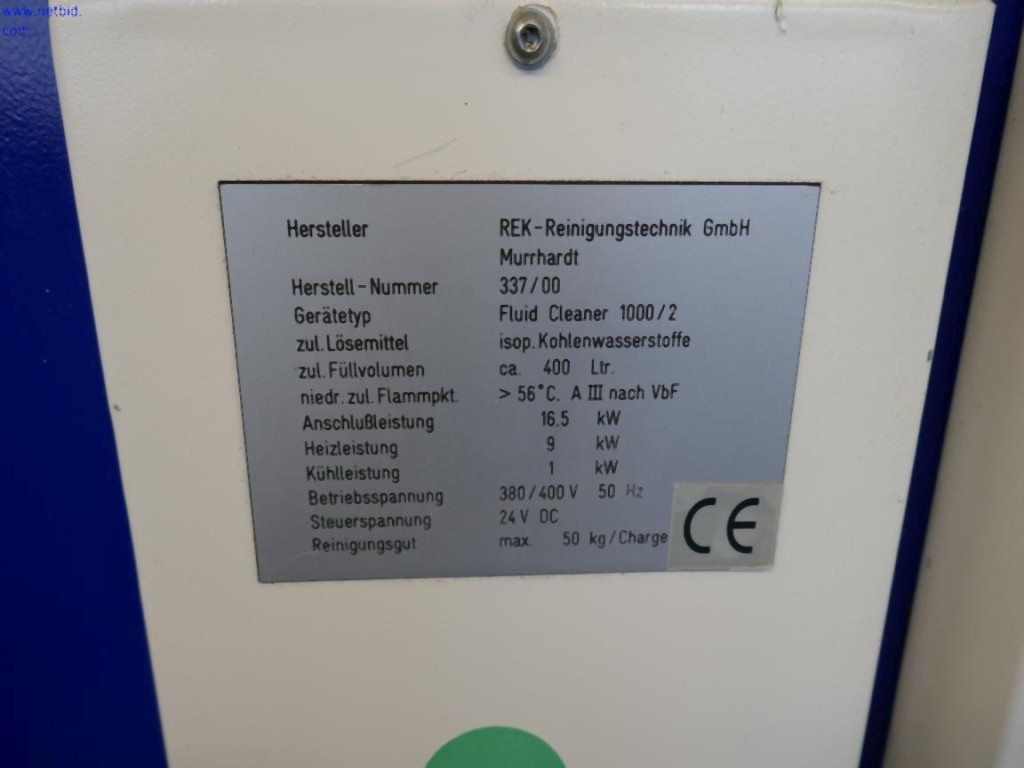 www.netbid.
com
Hersteller REK-Reinigungstechnik GmbH
Murrhardt
Herstell-Nummer 337/00
Gerätetyp Fluid Cleaner 1000/2
zul. Lösemittel isop. Kohlenwasserstoffe
zul. Füllvolumen ca. 400 Ltr.
niedr. zul. Flammpkt. > 56°C, A III nach VbF
Anschlußleistung 16.5 kW
Heizleistung 9 kW
Kühlleistung 1 kW
Betriebsspannung 380/400 V 50 Hz
Steuerspannung 24 V DC
Reinigungsgut max. 50 kg/Charge
CE